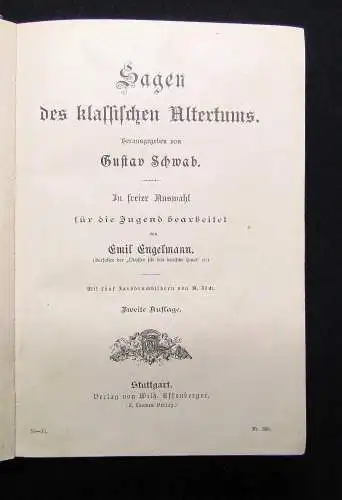 Sagen
des klassischen Altertums.
Herausgegeben von
Gustav Schwab.
In freier Auswahl
für die Jugend bearbeitet
von
Emil Engelmann.
Mit fünf Farbendruckbildern von
Zweite Auflage.
Stuttgart.
Verlag von Wilh. Effenberger.